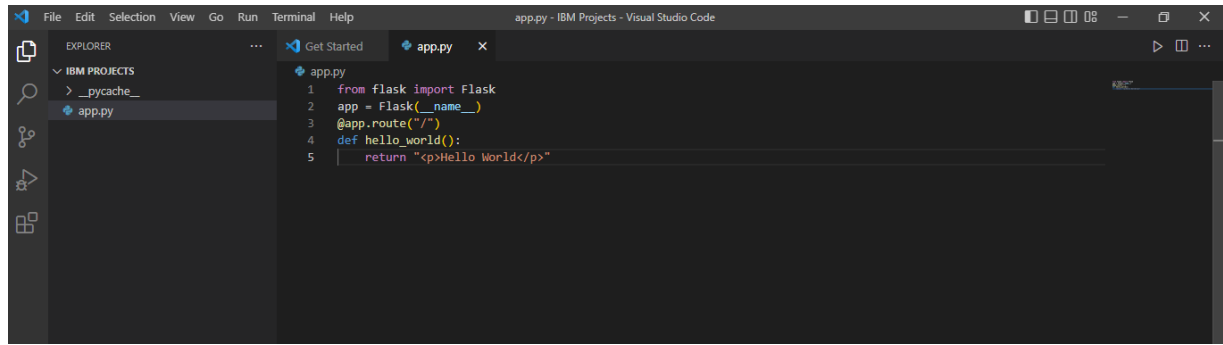 File Edit Selection View Go Run Terminal Help app.py - IBM Projects - Visual Studio Code
EXPLORER ... Get Started app.py
IBM PROJECTS
__pycache__
app.py
app.py
1 from flask import Flask
2 app = Flask(__name__)
3 @app.route("/")
4 def hello_world():
5 return "<p>Hello World</p>"